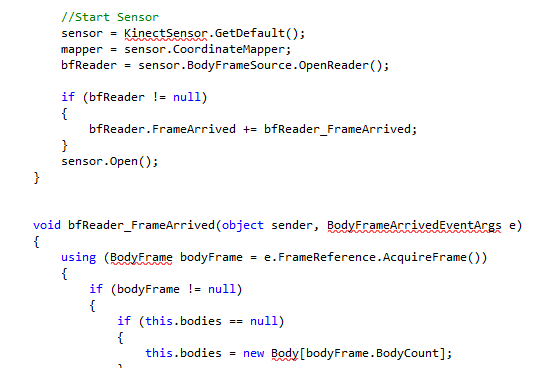 //Start Sensor
sensor = KinectSensor.GetDefault();
mapper = sensor.CoordinateMapper;
bfReader = sensor.BodyFrameSource.OpenReader();
if (bfReader != null)
{
bfReader.FrameArrived += bfReader_FrameArrived;
}
sensor.Open();
}
void bfReader_FrameArrived(object sender, BodyFrameArrivedEventArgs e)
{
using (BodyFrame bodyFrame = e.FrameReference.AcquireFrame())
{
if (bodyFrame != null)
{
if (this.bodies == null)
{
this.bodies = new Body[bodyFrame.BodyCount];
}